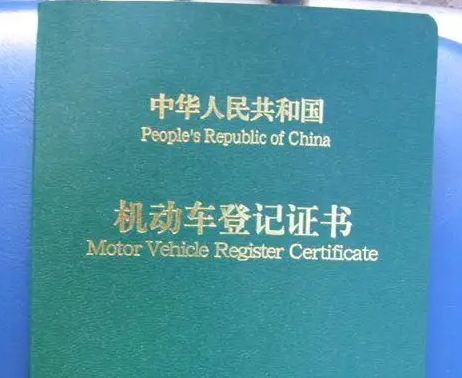 中华人民共和国
People's Republic of China
机动车登记证书
Motor Vehicle Register Certificate